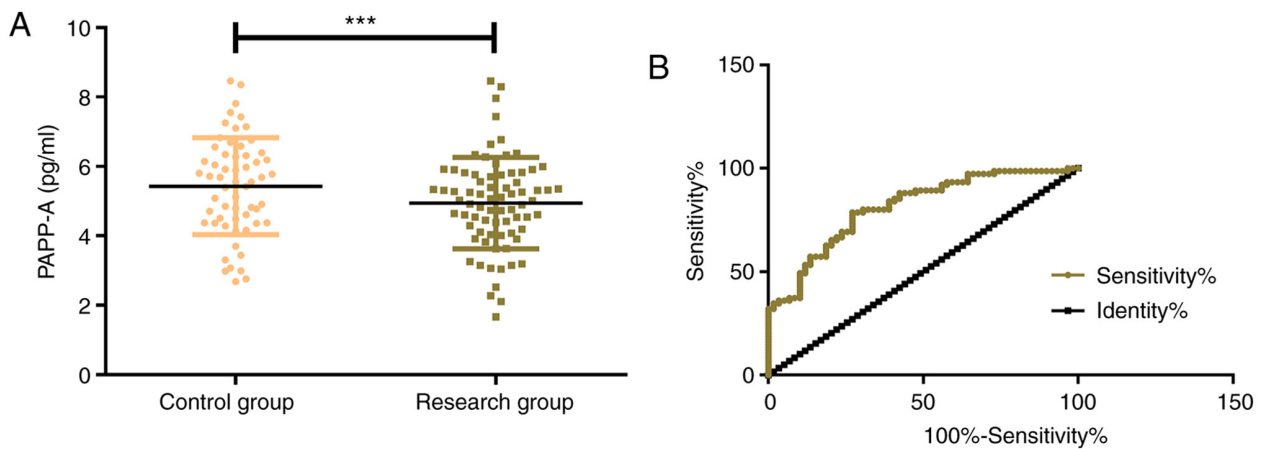 A
***
10
8
6
4
2
0
PAPP-A (pg/ml)
Control group
Research group
B
150
100
50
0
Sensitivity%
Sensitivity%
Identity%
0
50
100
150
100%-Sensitivity%